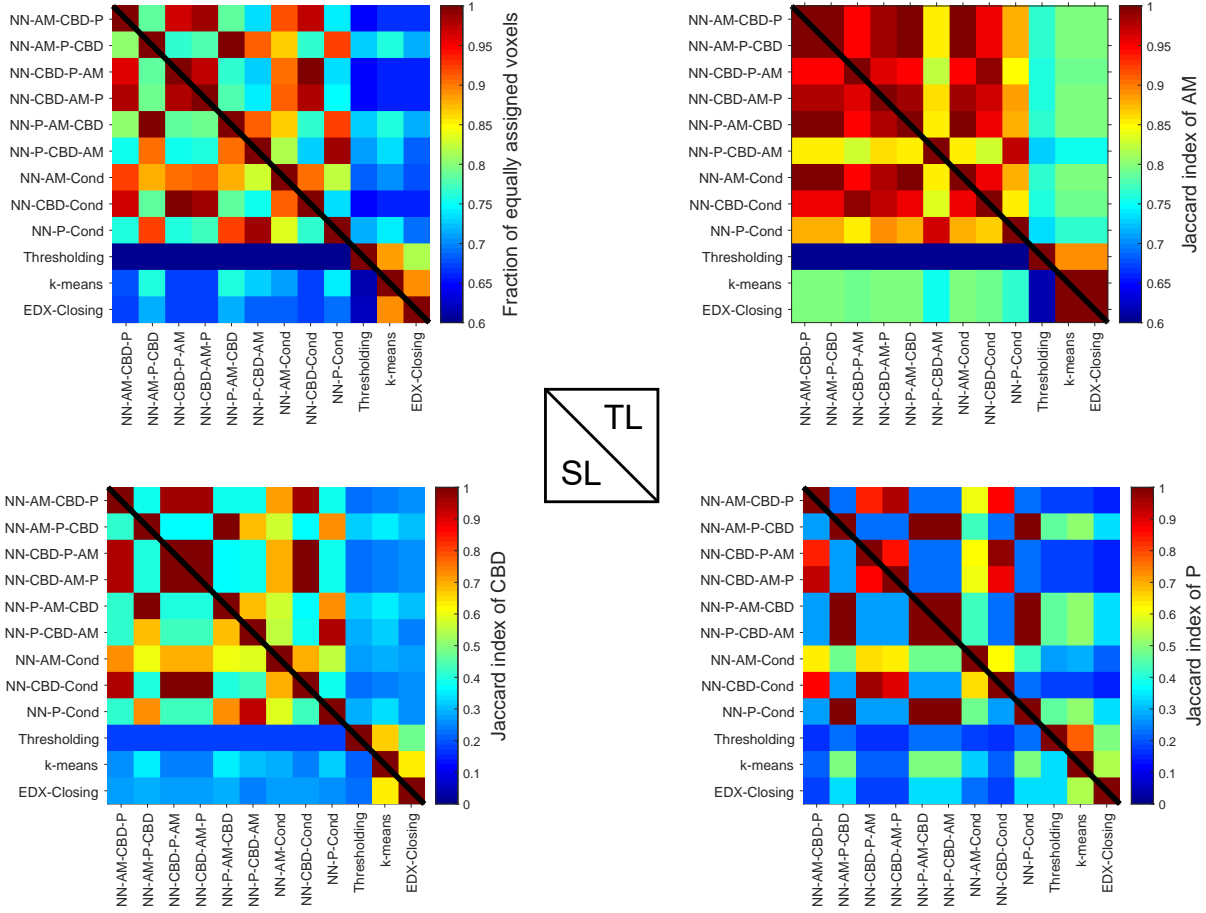 NN-AM-CBD-P
NN-AM-P-CBD
NN-CBD-P-AM
NN-CBD-AM-P
NN-P-AM-CBD
NN-P-CBD-AM
NN-AM-Cond
NN-CBD-Cond
NN-P-Cond
Thresholding
k-means
EDX-Closing
NN-AM-CBD-P
NN-AM-P-CBD
NN-CBD-P-AM
NN-CBD-AM-P
NN-P-AM-CBD
NN-P-CBD-AM
NN-AM-Cond
NN-CBD-Cond
NN-P-Cond
Thresholding
k-means
EDX-Closing
1
0.95
0.9
0.85
0.8
0.75
0.7
0.65
0.6
Fraction of equally assigned voxels
NN-AM-CBD-P
NN-AM-P-CBD
NN-CBD-P-AM
NN-CBD-AM-P
NN-P-AM-CBD
NN-P-CBD-AM
NN-AM-Cond
NN-CBD-Cond
NN-P-Cond
Thresholding
k-means
EDX-Closing
NN-AM-CBD-P
NN-AM-P-CBD
NN-CBD-P-AM
NN-CBD-AM-P
NN-P-AM-CBD
NN-P-CBD-AM
NN-AM-Cond
NN-CBD-Cond
NN-P-Cond
Thresholding
k-means
EDX-Closing
1
0.95
0.9
0.85
0.8
0.75
0.7
0.65
0.6
Jaccard index of AM
TL
SL
NN-AM-CBD-P
NN-AM-P-CBD
NN-CBD-P-AM
NN-CBD-AM-P
NN-P-AM-CBD
NN-P-CBD-AM
NN-AM-Cond
NN-CBD-Cond
NN-P-Cond
Thresholding
k-means
EDX-Closing
NN-AM-CBD-P
NN-AM-P-CBD
NN-CBD-P-AM
NN-CBD-AM-P
NN-P-AM-CBD
NN-P-CBD-AM
NN-AM-Cond
NN-CBD-Cond
NN-P-Cond
Thresholding
k-means
EDX-Closing
1
0.9
0.8
0.7
0.6
0.5
0.4
0.3
0.2
0.1
0
Jaccard index of CBD
NN-AM-CBD-P
NN-AM-P-CBD
NN-CBD-P-AM
NN-CBD-AM-P
NN-P-AM-CBD
NN-P-CBD-AM
NN-AM-Cond
NN-CBD-Cond
NN-P-Cond
Thresholding
k-means
EDX-Closing
NN-AM-CBD-P
NN-AM-P-CBD
NN-CBD-P-AM
NN-CBD-AM-P
NN-P-AM-CBD
NN-P-CBD-AM
NN-AM-Cond
NN-CBD-Cond
NN-P-Cond
Thresholding
k-means
EDX-Closing
1
0.9
0.8
0.7
0.6
0.5
0.4
0.3
0.2
0.1
0
Jaccard index of P